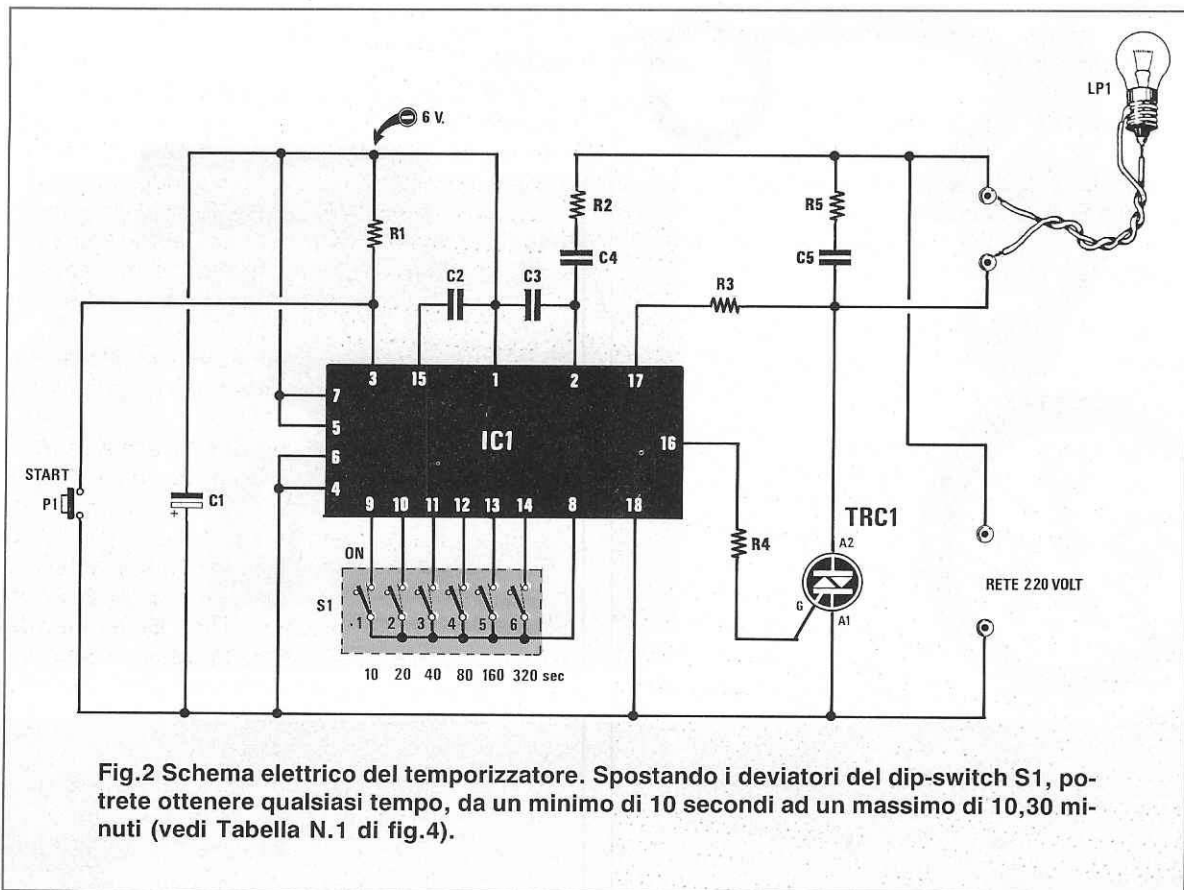 LP1
⊖ 6 V.
R2
R5
R1
C4
C5
C2
C3
R3
3 15 1 2 17
7
5
6
4
IC1
16
START
P1
C1
+
9 10 11 12 13 14 8 18
ON
S1
1 2 3 4 5 6
10 20 40 80 160 320 sec
R4
TRC1
A2
G
A1
RETE 220 VOLT
Fig.2 Schema elettrico del temporizzatore. Spostando i deviatori del dip-switch S1, po-
trete ottenere qualsiasi tempo, da un minimo di 10 secondi ad un massimo di 10,30 mi-
nuti (vedi Tabella N.1 di fig.4).